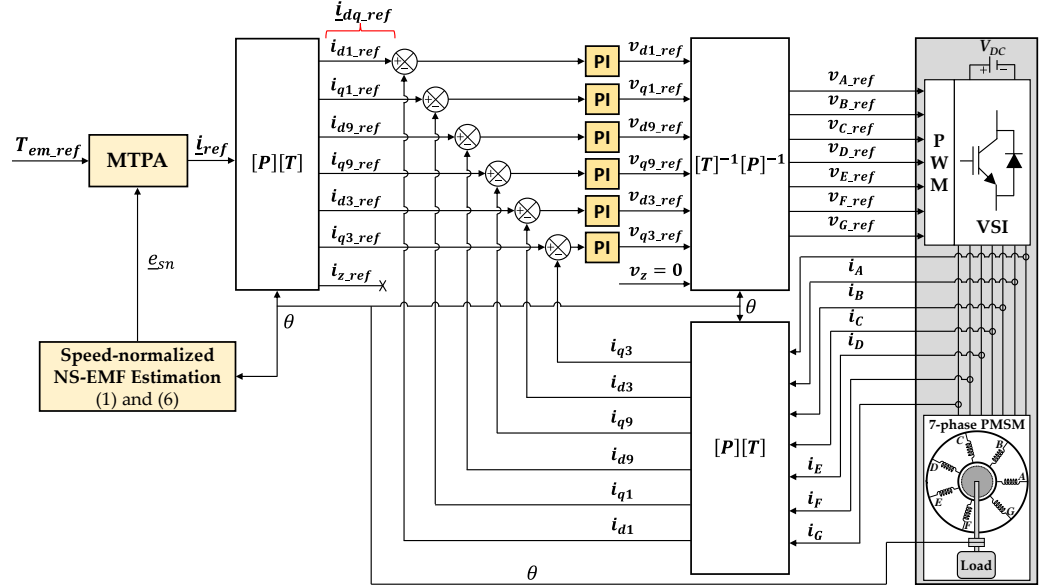 i_dq_ref
T_em_ref
MTPA
i_ref
[P][T]
i_d1_ref
i_q1_ref
i_d9_ref
i_q9_ref
i_d3_ref
i_q3_ref
i_z_ref
+
−
+
−
+
−
+
−
+
−
+
−
PI
PI
PI
PI
PI
PI
v_d1_ref
v_q1_ref
v_d9_ref
v_q9_ref
v_d3_ref
v_q3_ref
v_z = 0
[T]⁻¹[P]⁻¹
v_A_ref
v_B_ref
v_C_ref
v_D_ref
v_E_ref
v_F_ref
v_G_ref
V_DC
+
−
P
W
M
VSI
e_sn
θ
θ
Speed-normalized
NS-EMF Estimation
(1) and (6)
i_q3
i_d3
i_q9
i_d9
i_q1
i_d1
[P][T]
i_A
i_B
i_C
i_D
i_E
i_F
i_G
7-phase PMSM
C
B
D
A
E
G
F
Load
θ